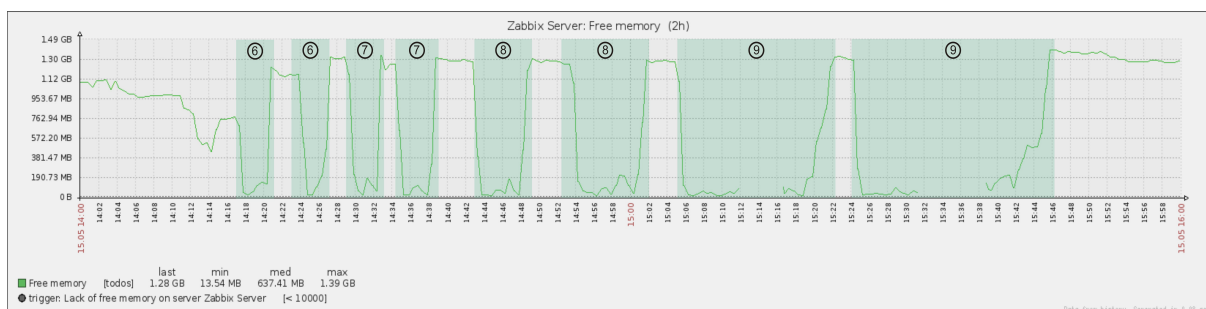 Zabbix Server: Free memory (2h)
6 6 7 7 8 8 9 9
1.49 GB
1.30 GB
1.12 GB
953.67 MB
762.94 MB
572.20 MB
381.47 MB
190.73 MB
0 B
15.05 14:00 14:02 14:04 14:06 14:08 14:10 14:12 14:14 14:16 14:18 14:20 14:22 14:24 14:26 14:28 14:30 14:32 14:34 14:36 14:38 14:40 14:42 14:44 14:46 14:48 14:50 14:52 14:54 14:56 14:58 15:00 15:02 15:04 15:06 15:08 15:10 15:12 15:14 15:16 15:18 15:20 15:22 15:24 15:26 15:28 15:30 15:32 15:34 15:36 15:38 15:40 15:42 15:44 15:46 15:48 15:50 15:52 15:54 15:56 15:58 15.05 16:00
last min med max
Free memory [todos] 1.28 GB 13.54 MB 637.41 MB 1.39 GB
trigger: Lack of free memory on server Zabbix Server [< 10000]